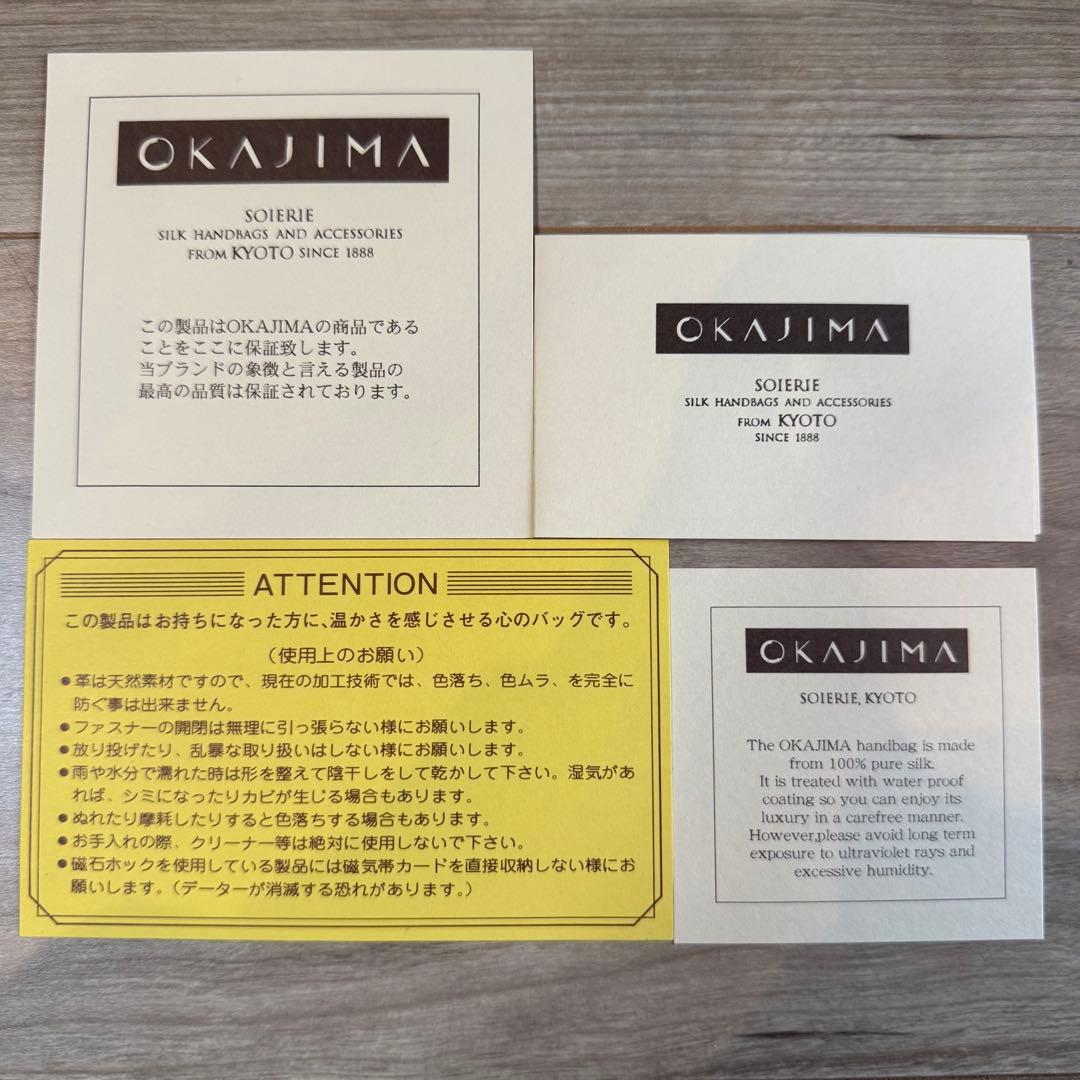 OKAJIMA
SOIERIE
SILK HANDBAGS AND ACCESSORIES
FROM KYOTO SINCE 1888
この製品はOKAJIMAの商品である
ことをここに保証致します。
当ブランドの象徴と言える製品の
最高の品質は保証されております。
OKAJIMA
SOIERIE
SILK HANDBAGS AND ACCESSORIES
FROM KYOTO
SINCE 1888
ATTENTION
この製品はお持ちになった方に、温かさを感じさせる心のバッグです。
(使用上のお願い)
●革は天然素材ですので、現在の加工技術では、色落ち、色ムラ、を完全に
防ぐ事は出来ません。
●ファスナーの開閉は無理に引っ張らない様にお願いします。
●放り投げたり、乱暴な取り扱いはしない様にお願いします。
●雨や水分で濡れた時は形を整えて陰干しをして乾かして下さい。湿気があ
れば、シミになったりカビが生じる場合もあります。
●ぬれたり摩耗したりすると色落ちする場合もあります。
●お手入れの際、クリーナー等は絶対に使用しないで下さい。
●磁石ホックを使用している製品には磁気帯カードを直接収納しない様にお
願いします。(データーが消滅する恐れがあります。)
OKAJIMA
SOIERIE, KYOTO
The OKAJIMA handbag is made
from 100% pure silk.
It is treated with water proof
coating so you can enjoy its
luxury in a carefree manner.
However,please avoid long term
exposure to ultraviolet rays and
excessive humidity.